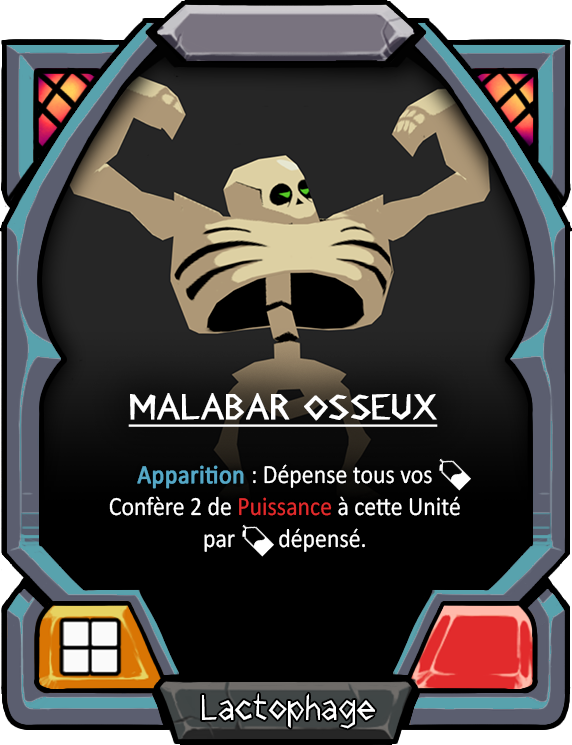 MALABAR OSSEUX
Apparition : Dépense tous vos
Confère 2 de Puissance à cette Unité
par dépensé.
Lactophage